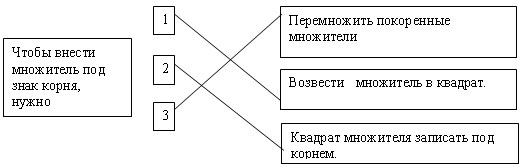 Чтобы внести
множитель под
знак корня,
нужно
1
2
3
Перемножить покоренные
множители
Возвести множитель в квадрат.
Квадрат множителя записать под
корнем.